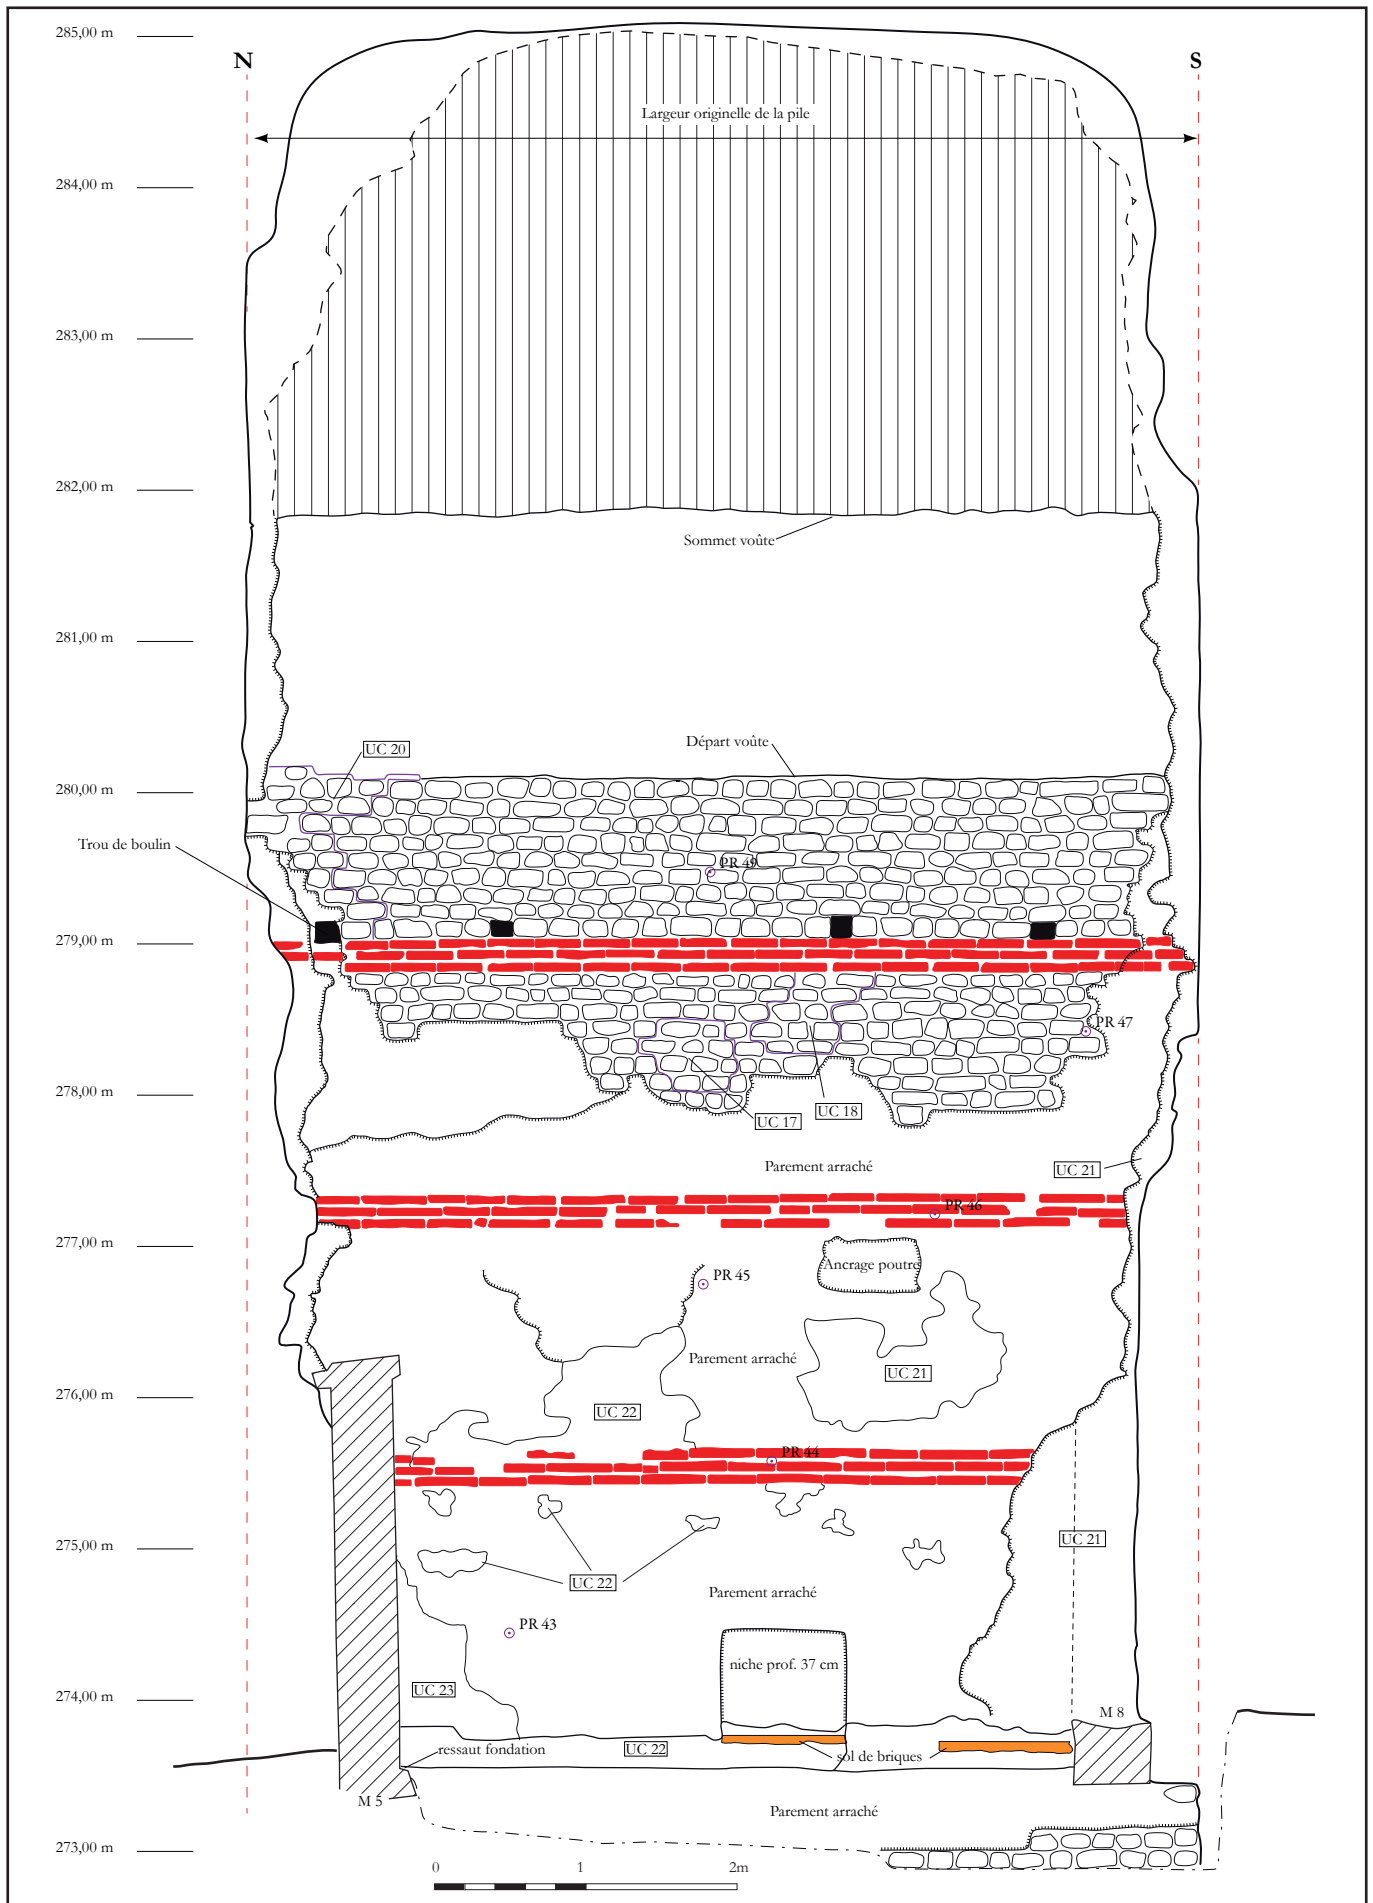 285,00 m
N
S
Largeur originelle de la pile
284,00 m
283,00 m
282,00 m
Sommet voûte
281,00 m
UC 20
Départ voûte
280,00 m
Trou de boulin
PR 49
279,00 m
PR 47
278,00 m
UC 18
UC 17
Parement arraché
UC 21
PR 46
277,00 m
Ancrage poutre
PR 45
Parement arraché
UC 21
276,00 m
UC 22
PR 44
275,00 m
UC 21
UC 22
Parement arraché
PR 43
niche prof. 37 cm
UC 23
274,00 m
M 8
ressaut fondation
UC 22
sol de briques
M 5
Parement arraché
273,00 m
0 1 2m